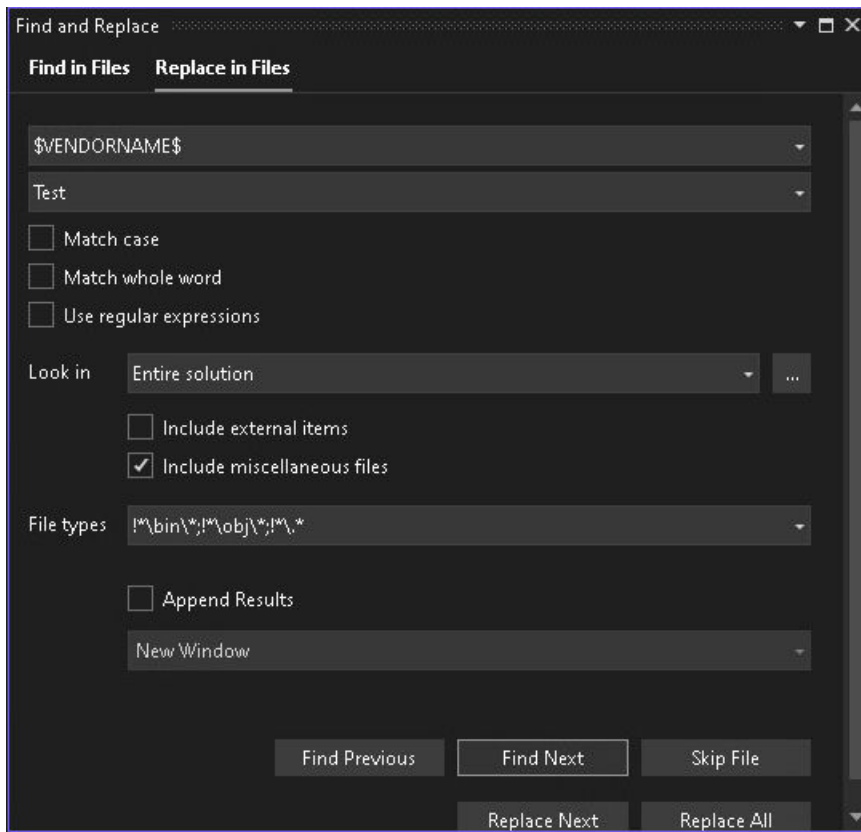 Find and Replace
Find in Files Replace in Files
$VENDORNAME$
Test
Match case
Match whole word
Use regular expressions
Look in Entire solution ...
Include external items
Include miscellaneous files
File types !*\bin\*;!*\obj\*;!*\.*
Append Results
New Window
Find Previous Find Next Skip File
Replace Next Replace All